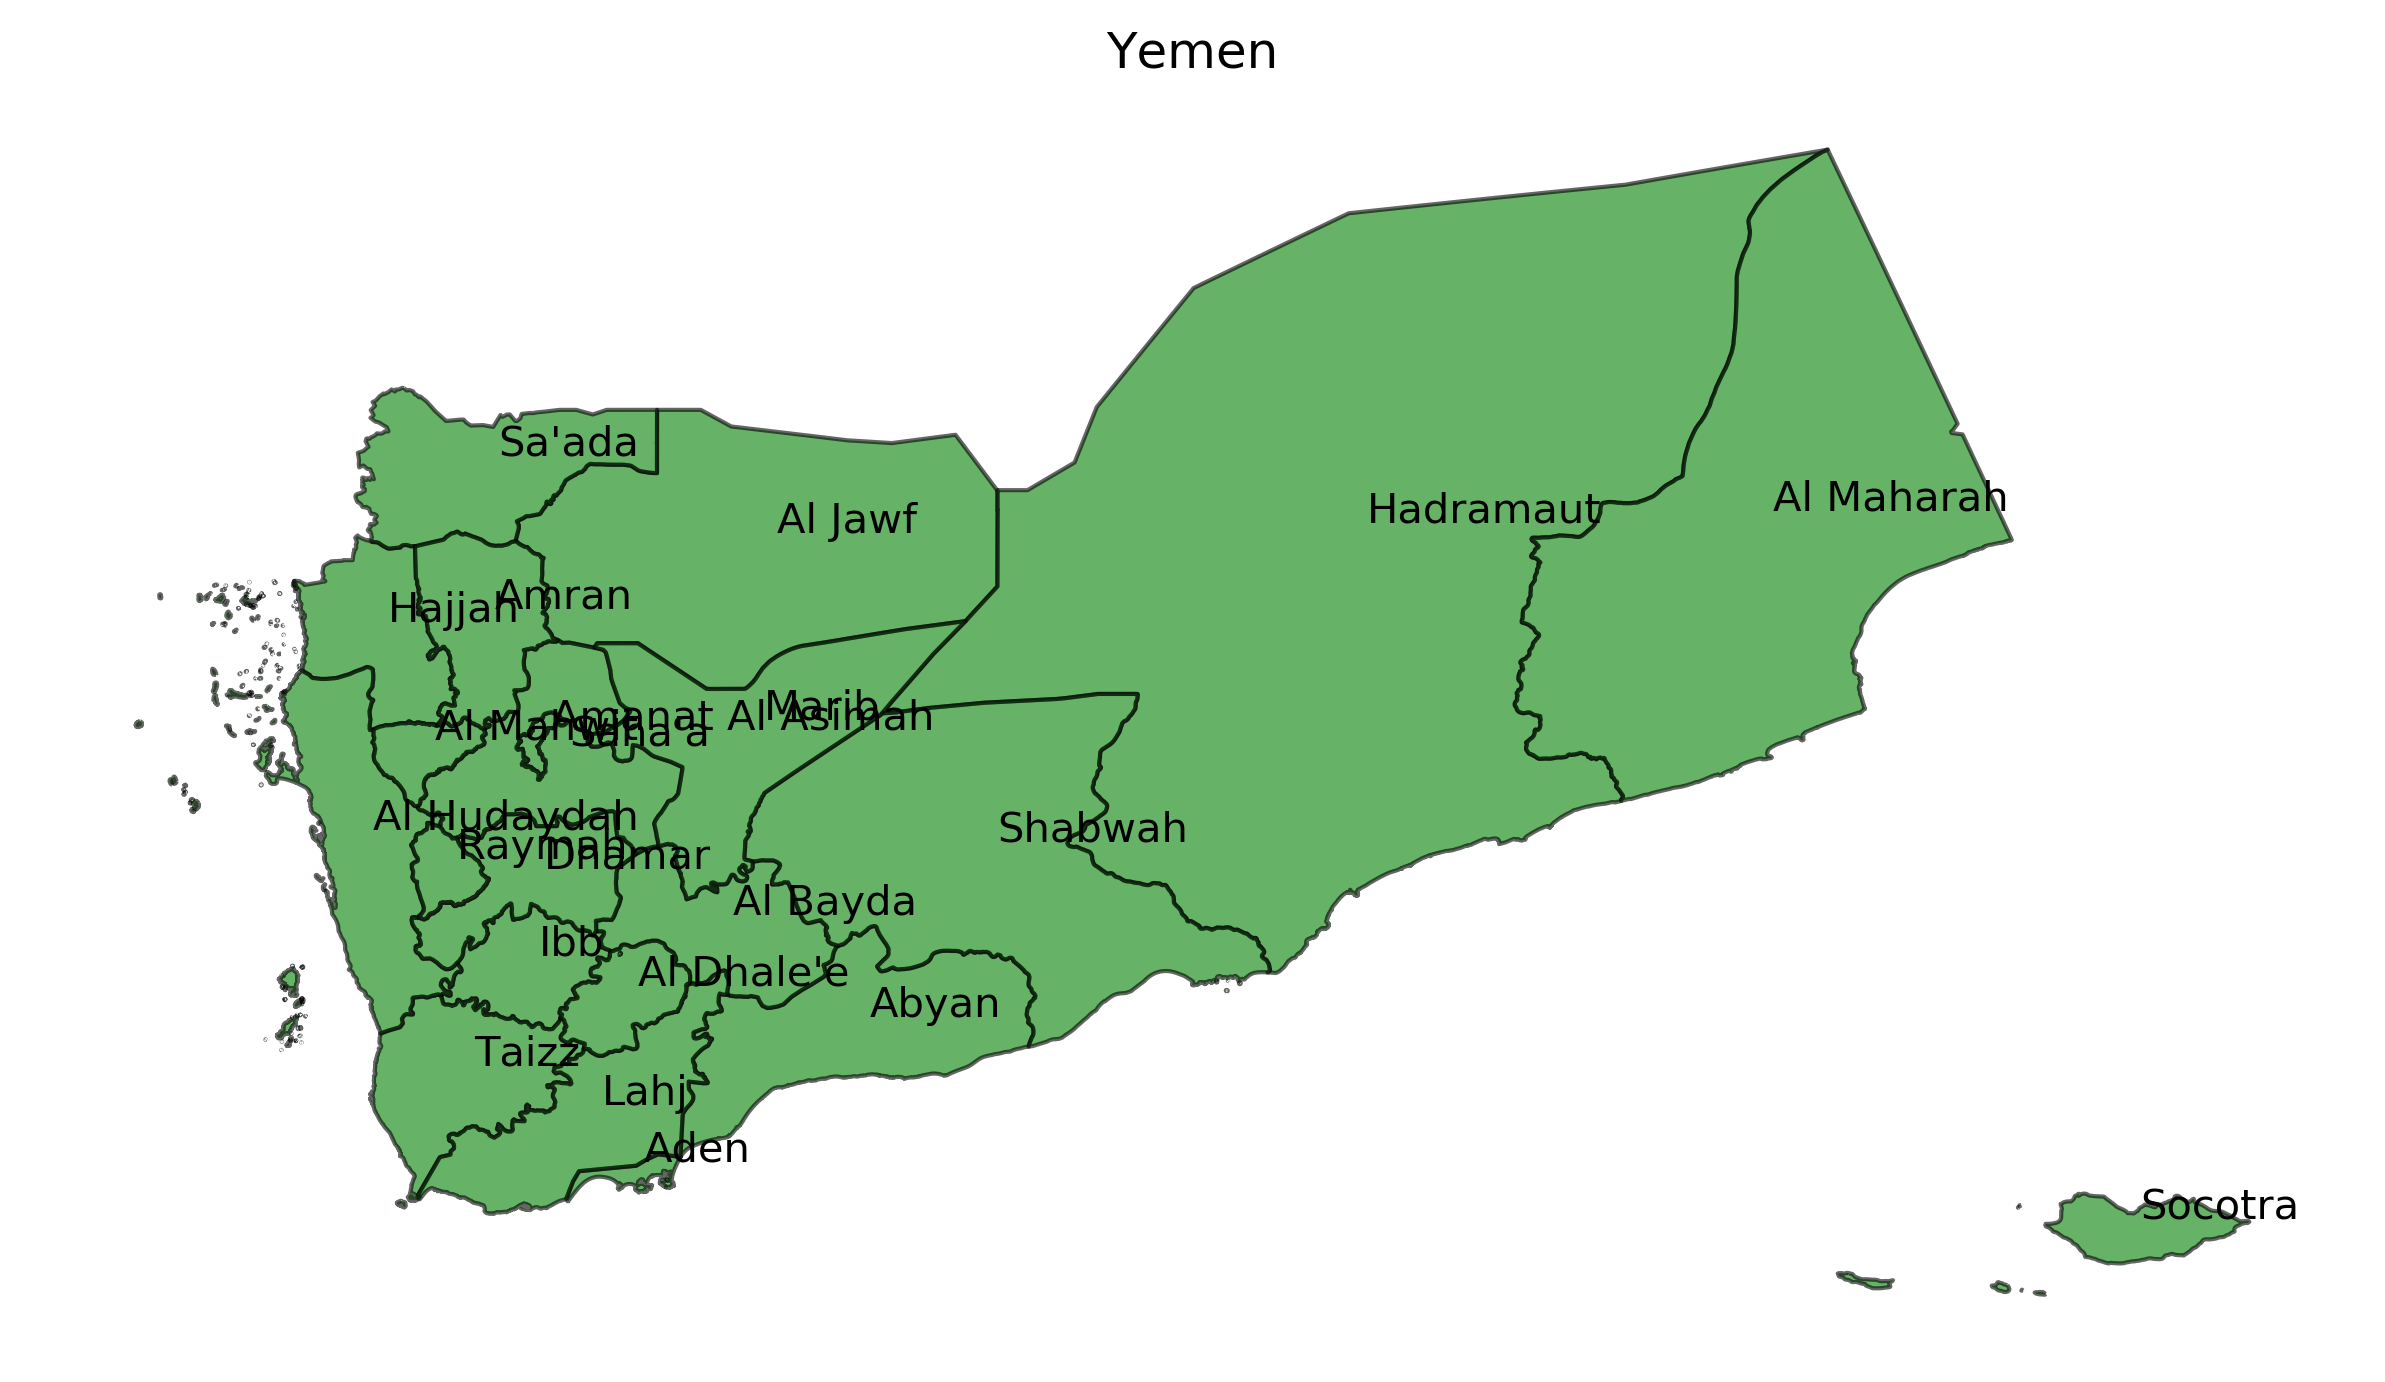 Yemen
Sa'ada
Al Jawf
Hadramaut
Al Maharah
Hajjah
Amran
Al Mahwit
Amanat Al Asimah
Marib
Sana'a
Al Hudaydah
Raymah
Dhamar
Shabwah
Al Bayda
Ibb
Al Dhale'e
Abyan
Taizz
Lahj
Aden
Socotra